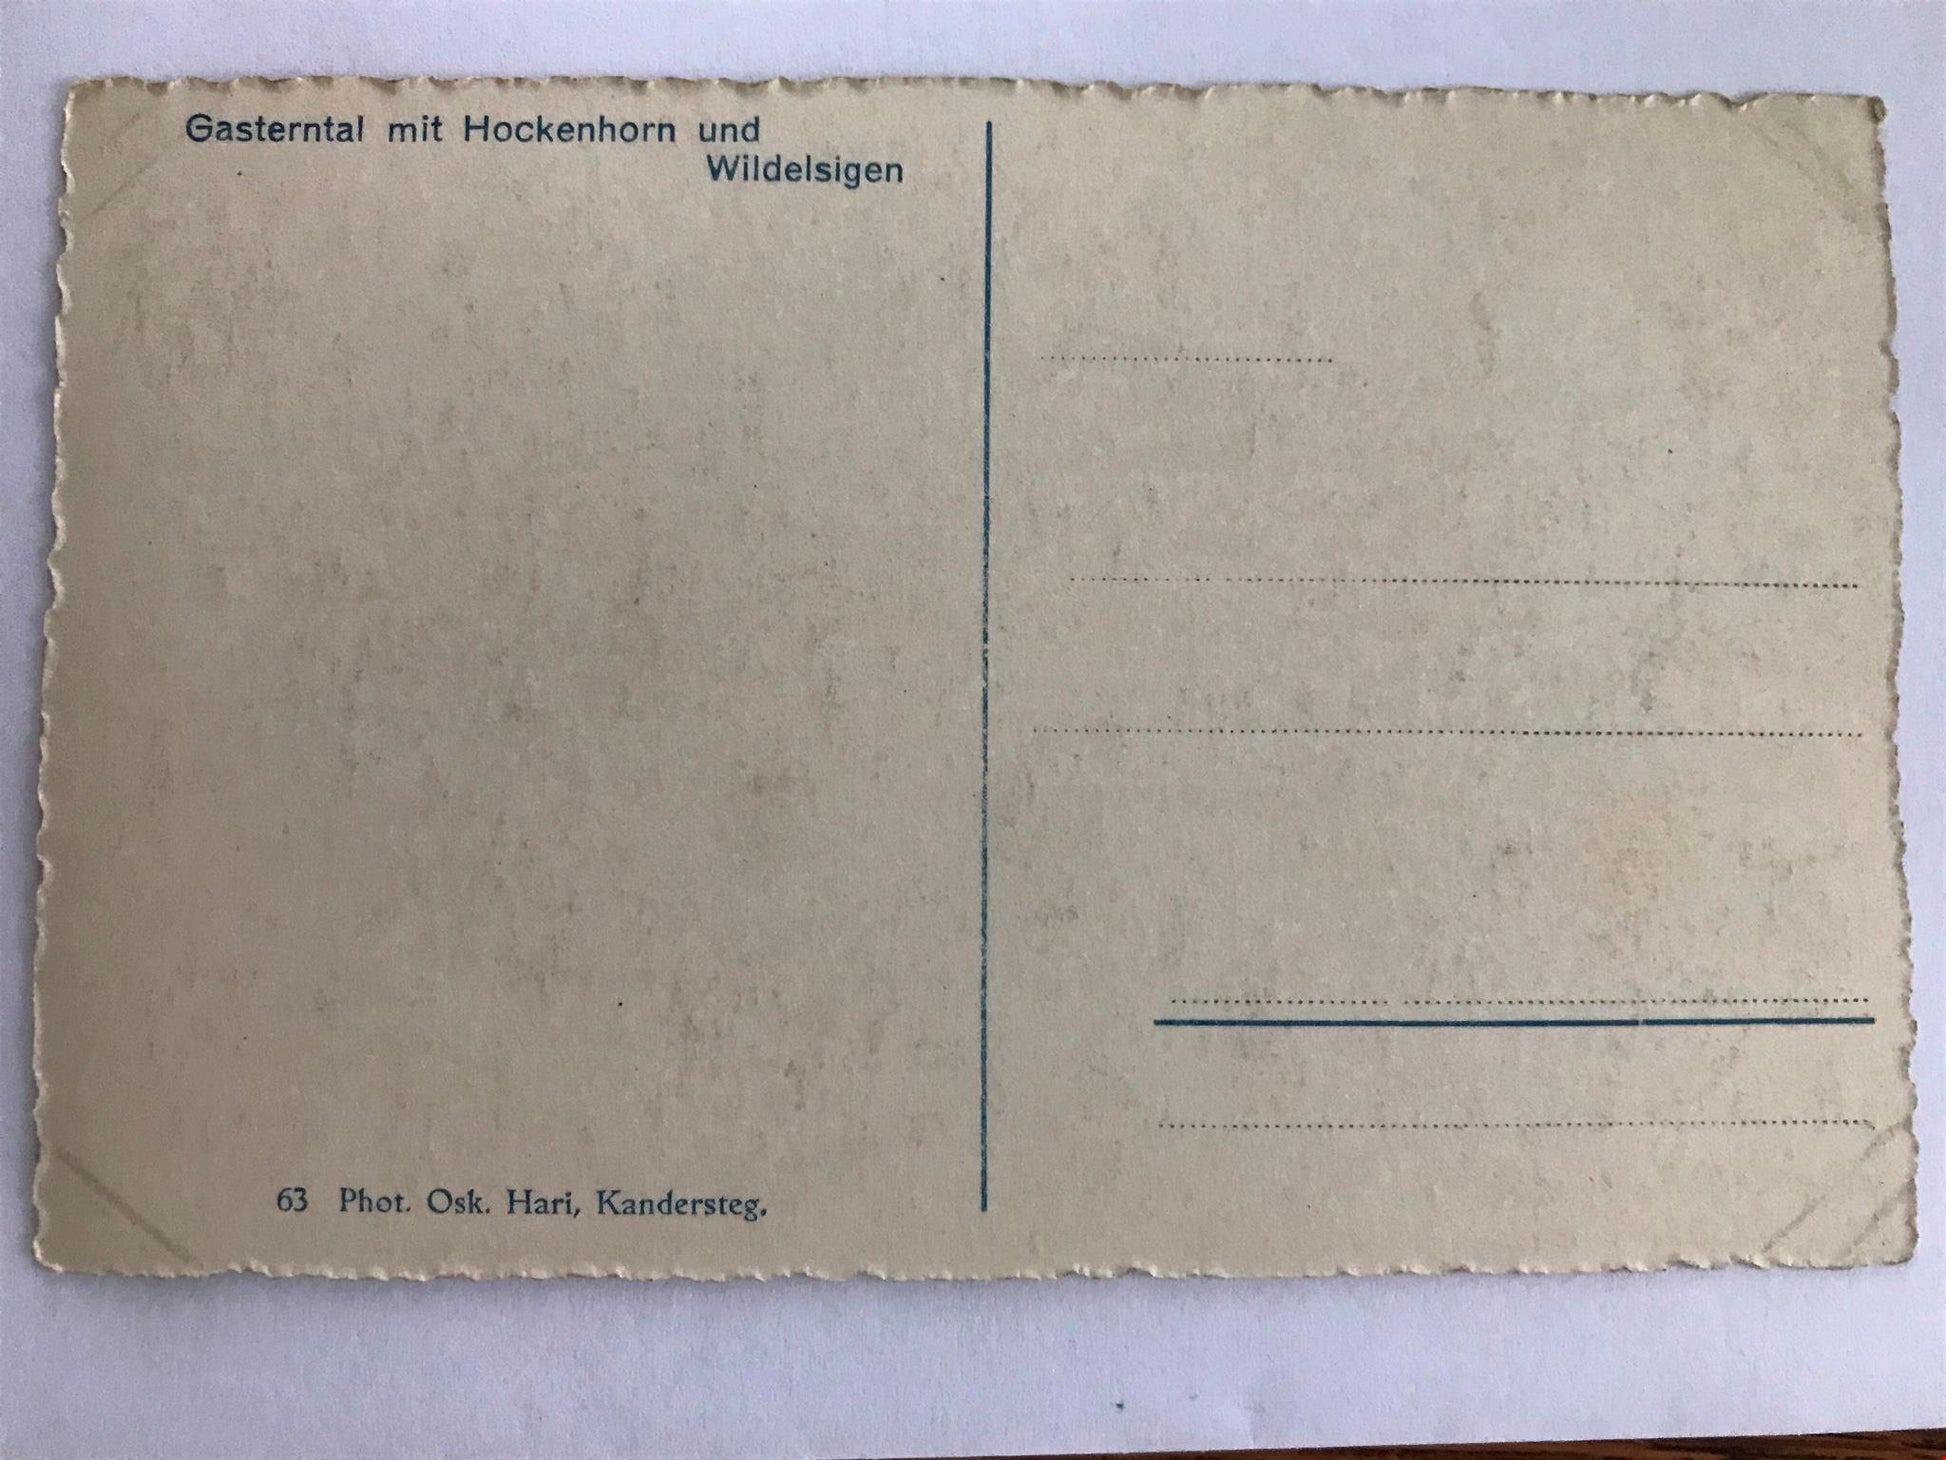 Gasterntal mit Hockenhorn und
Wildelsigen
63 Phot. Osk. Hari, Kandersteg.